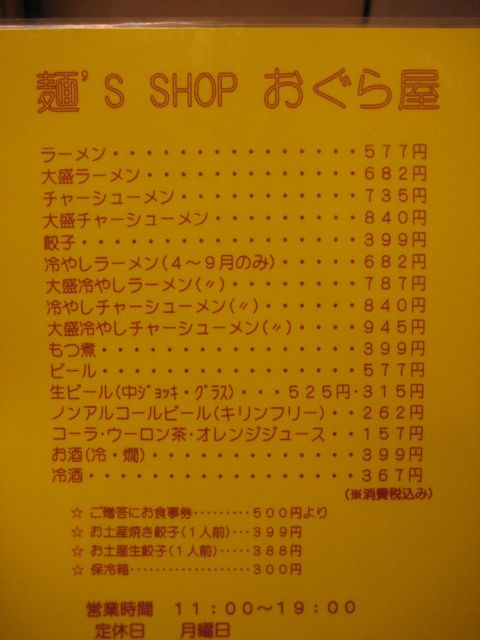 麺'S SHOP おぐら屋
ラーメン・・・・・・・・・・・・・・・５７７円
大盛ラーメン・・・・・・・・・・・・・６８２円
チャーシューメン・・・・・・・・・・・７３５円
大盛チャーシューメン・・・・・・・・・８４０円
餃子・・・・・・・・・・・・・・・・・３９９円
冷やしラーメン(４～９月のみ)・・・・・６８２円
大盛冷やしラーメン(〃)・・・・・・・・７８７円
冷やしチャーシューメン(〃)・・・・・・８４０円
大盛冷やしチャーシューメン(〃)・・・・９４５円
もつ煮・・・・・・・・・・・・・・・・３９９円
ビール・・・・・・・・・・・・・・・・５７７円
生ビール(中ｼﾞｮｯｷ・ｸﾞﾗｽ)・・・５２５円・３１５円
ノンアルコールビール(キリンフリー)・・２６２円
コーラ・ウーロン茶・オレンジジュース・・１５７円
お酒(冷・燗)・・・・・・・・・・・・・３９９円
冷酒・・・・・・・・・・・・・・・・・３６７円
(※消費税込み)
☆ ご贈答にお食事券・・・・・・・・・５００円より
☆ お土産焼き餃子(１人前)・・・３９９円
☆ お土産生餃子(１人前)・・・・３８８円
☆ 保冷箱・・・・・・・・・・・・・・・・・・３００円
営業時間　１１：００～１９：００
定休日　月曜日